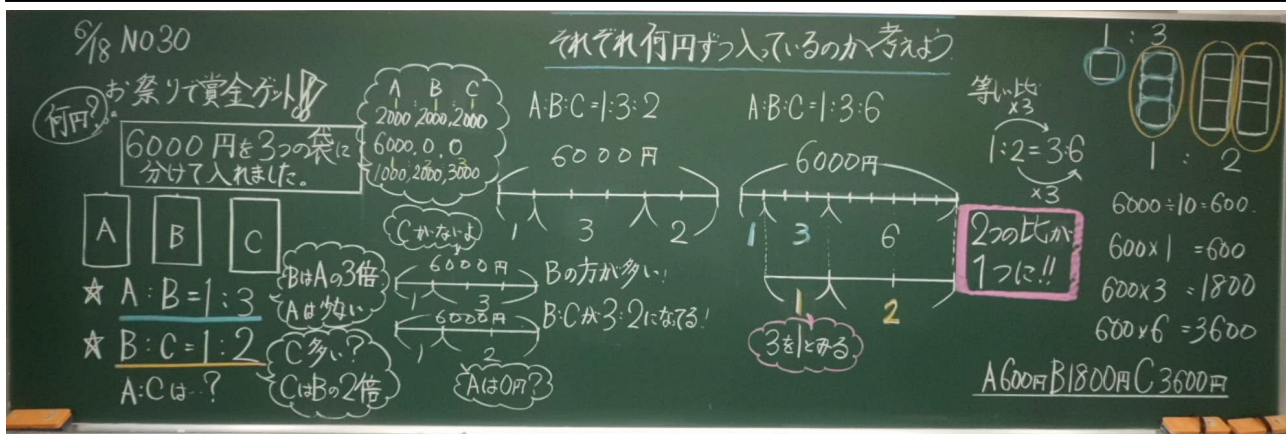 6/18 NO30
お祭りで賞金ゲット!!
何円?
6000円を3つの袋に
分けて入れました。
A B C
☆ A:B=1:3
☆ B:C=1:2
A:Cは…?
A B C
2000,2000,2000
6000,0,0
1000,2000,3000
Cがないよ
BはAの3倍
Aは少ない
C多い?
CはBの2倍
6000円
1 3
6000円
1 2
Aは0円?
それぞれ何円ずつ入っているのか考えよう
A:B:C=1:3:2
6000円
1 3 2
Bの方が多い!
B:Cが3:2になってる!
A:B:C=1:3:6
6000円
1 3 6
1 2
3を1とみる
2つの比が
1つに!!
等しい比
×3
1:2=3:6
×3
1:3
1:2
6000÷10=600
600×1=600
600×3=1800
600×6=3600
A600円B1800円C3600円